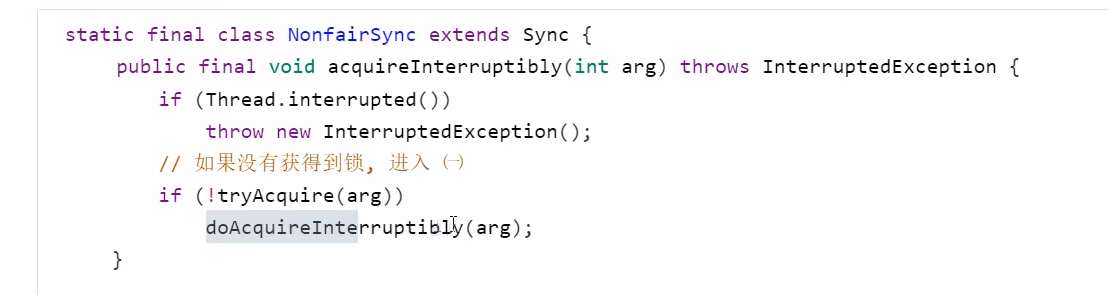 static final class NonfairSync extends Sync {
public final void acquireInterruptibly(int arg) throws InterruptedException {
if (Thread.interrupted())
throw new InterruptedException();
// 如果没有获得到锁, 进入 ㈠
if (!tryAcquire(arg))
doAcquireInterruptibly(arg);
}